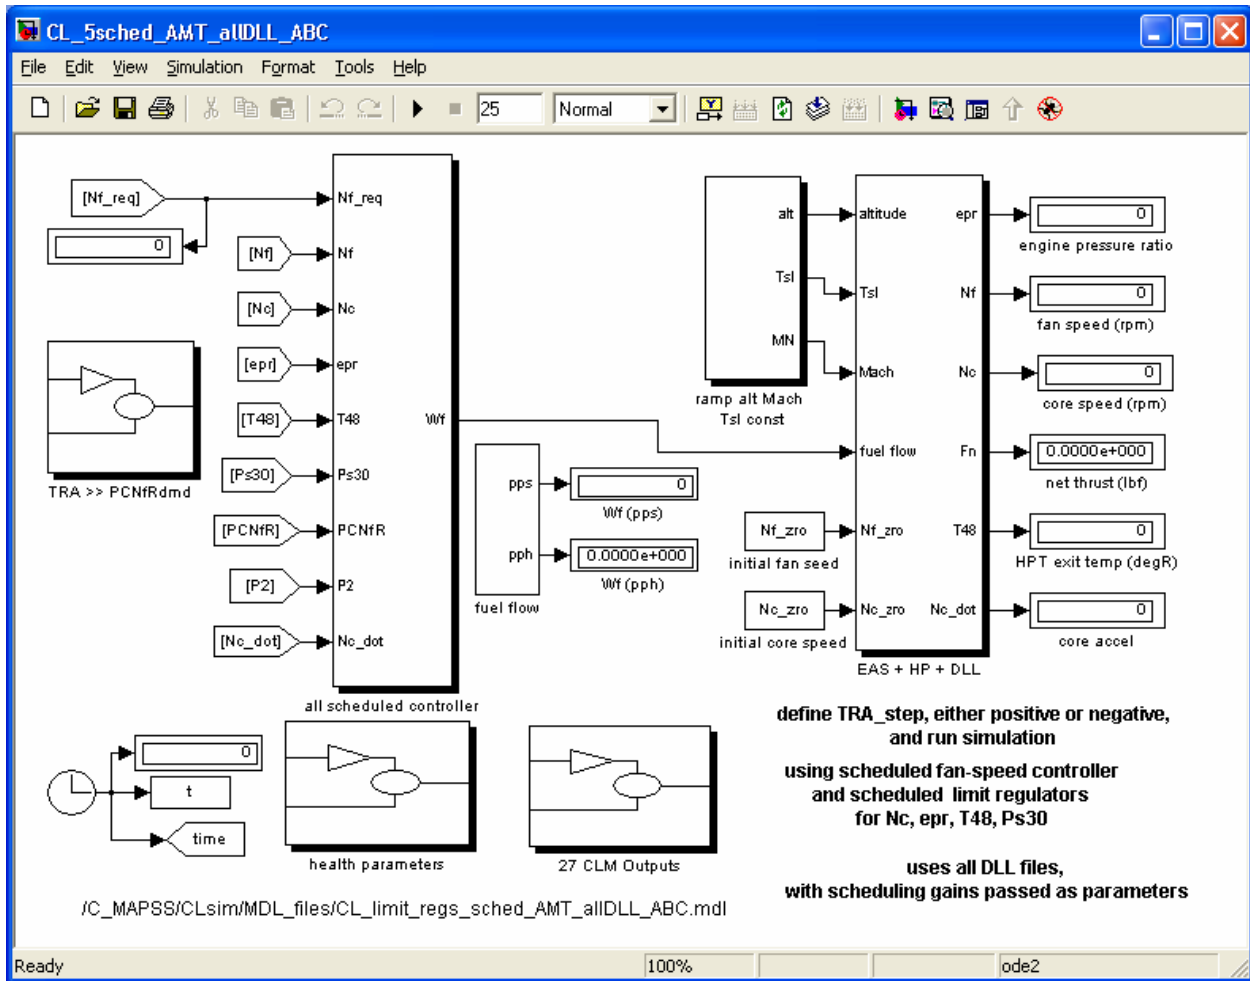 CL_5sched_AMT_allDLL_ABC
File Edit View Simulation Format Tools Help
25 Normal
[Nf_req]
0
[Nf]
[Nc]
[epr]
[T48]
[Ps30]
[PCNfR]
[P2]
[Nc_dot]
Nf_req
Nf
Nc
epr
T48
Ps30
PCNfR
P2
Nc_dot
Wf
all scheduled controller
TRA >> PCNfRdmd
pps
pph
fuel flow
0
Wf (pps)
0.0000e+000
Wf (pph)
alt
Tsl
MN
ramp alt Mach
Tsl const
Nf_zro
initial fan seed
Nc_zro
initial core speed
altitude
Tsl
Mach
fuel flow
Nf_zro
Nc_zro
epr
Nf
Nc
Fn
T48
Nc_dot
EAS + HP + DLL
0
engine pressure ratio
0
fan speed (rpm)
0
core speed (rpm)
0.0000e+000
net thrust (lbf)
0
HPT exit temp (degR)
0
core accel
0
t
time
health parameters
27 CLM Outputs
define TRA_step, either positive or negative,
and run simulation
using scheduled fan-speed controller
and scheduled limit regulators
for Nc, epr, T48, Ps30
uses all DLL files,
with scheduling gains passed as parameters
/C_MAPSS/CLsim/MDL_files/CL_limit_regs_sched_AMT_allDLL_ABC.mdl
Ready 100% ode2